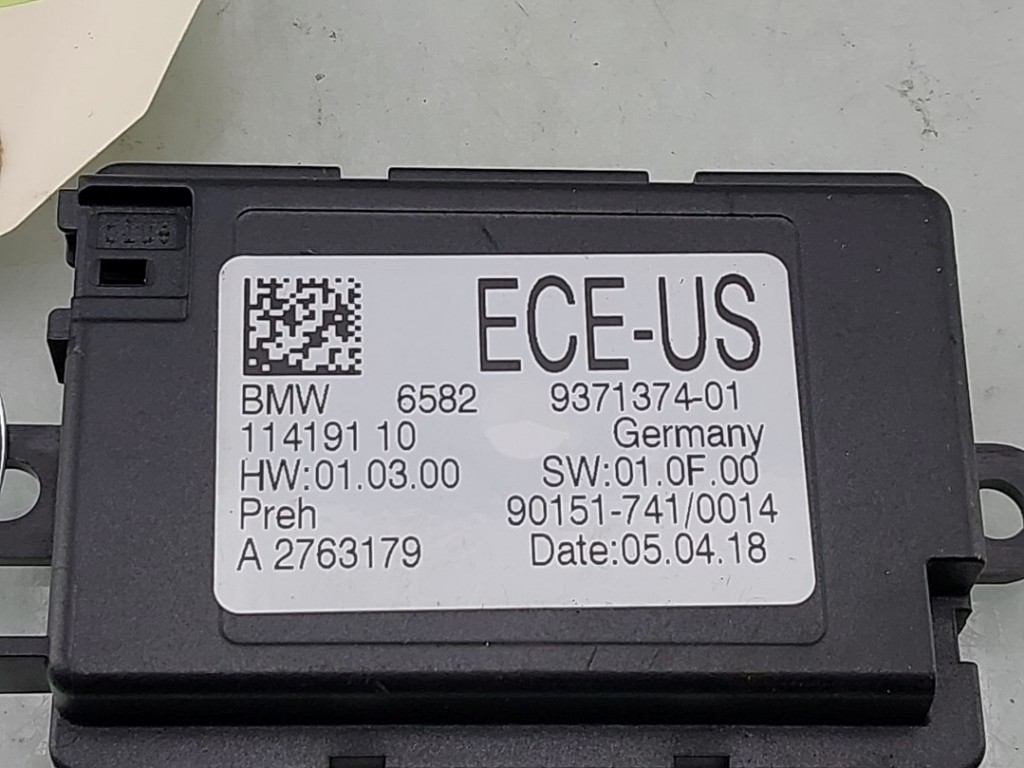 ECE-US
BMW 6582 9371374-01
114191 10 Germany
HW:01.03.00 SW:01.0F.00
Preh 90151-741/0014
A 2763179 Date:05.04.18